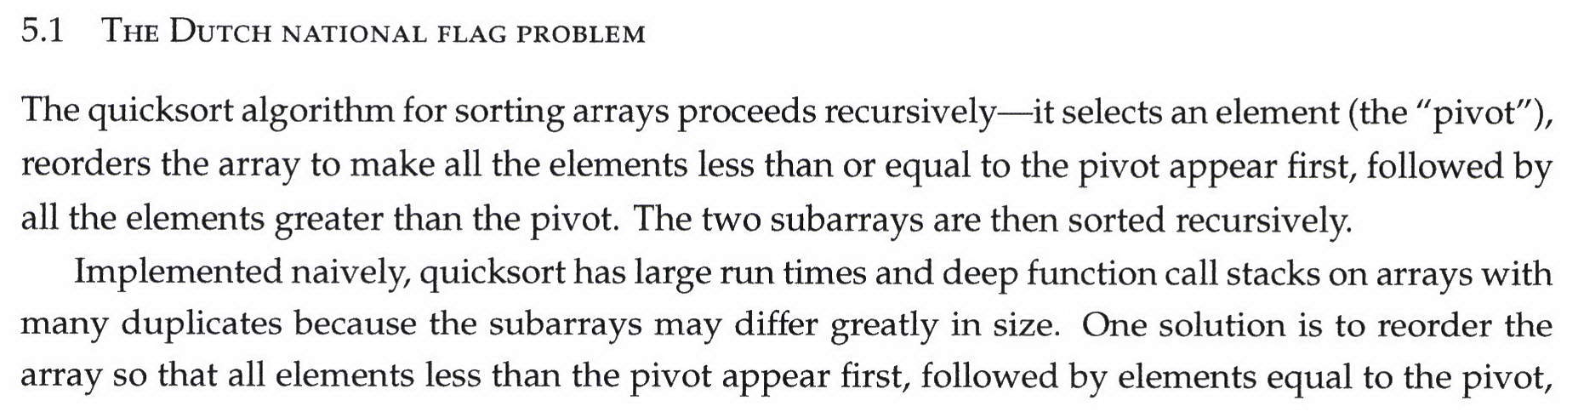 5.1 The Dutch national flag problem
The quicksort algorithm for sorting arrays proceeds recursively—it selects an element (the “pivot”),
reorders the array to make all the elements less than or equal to the pivot appear first, followed by
all the elements greater than the pivot. The two subarrays are then sorted recursively.
Implemented naively, quicksort has large run times and deep function call stacks on arrays with
many duplicates because the subarrays may differ greatly in size. One solution is to reorder the
array so that all elements less than the pivot appear first, followed by elements equal to the pivot,